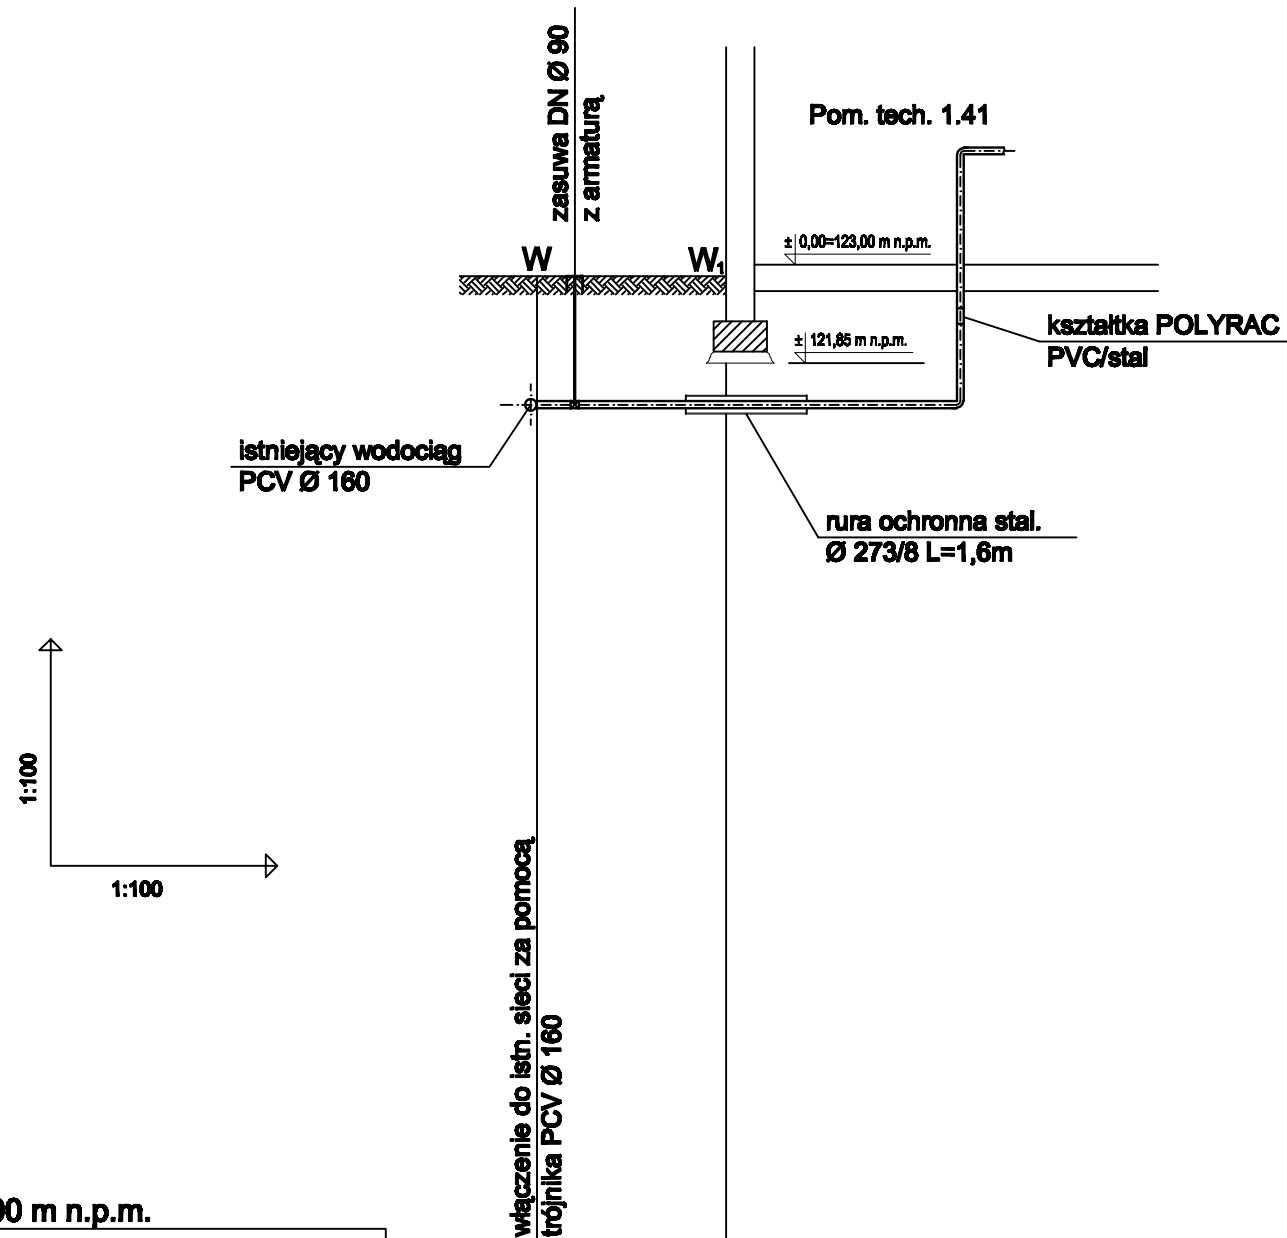 zasuwa DN Ø 90
z armaturą
Pom. tech. 1.41
W
W1
± 0,00=123,00 m n.p.m.
± 121,85 m n.p.m.
kształtka POLYRAC
PVC/stal
istniejący wodociąg
PCV Ø 160
rura ochronna stal.
Ø 273/8 L=1,6m
1:100
1:100
włączenie do istn. sieci za pomocą
trójnika PCV Ø 160
00 m n.p.m.